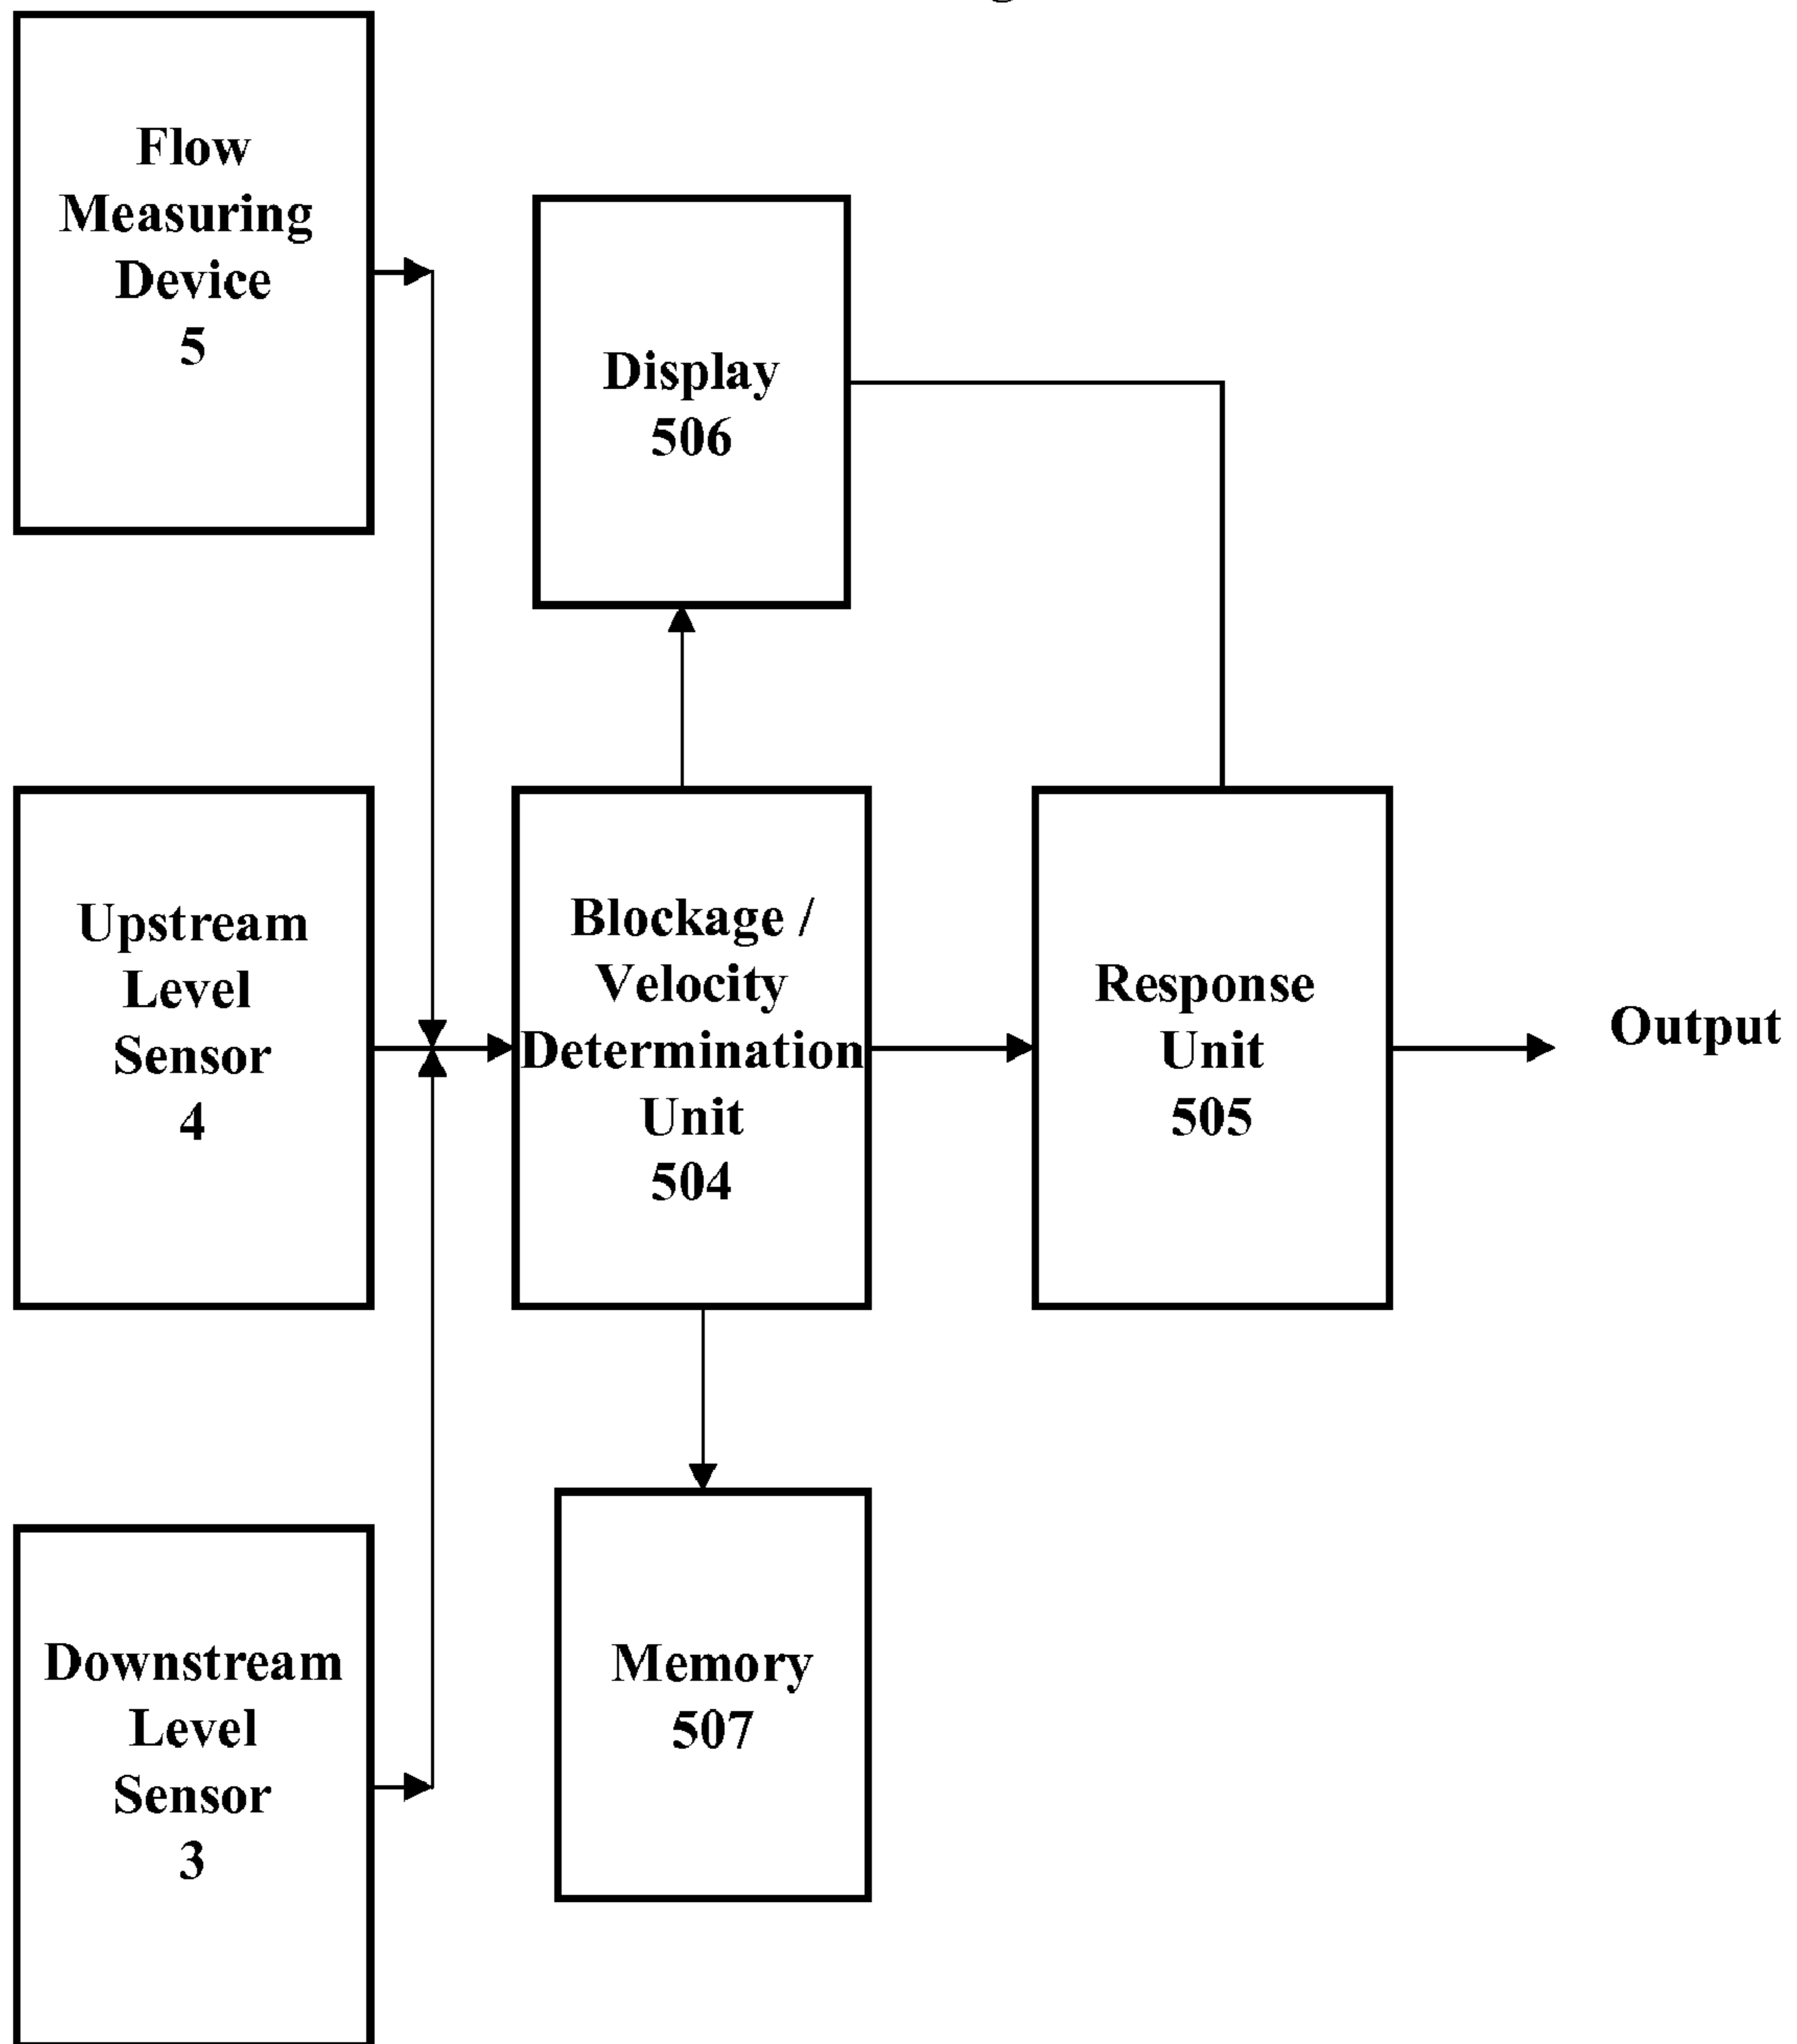 Flow
Measuring
Device
5
Display
506
Upstream
Level
Sensor
4
Blockage /
Velocity
Determination
Unit
504
Response
Unit
505
Output
Downstream
Level
Sensor
3
Memory
507